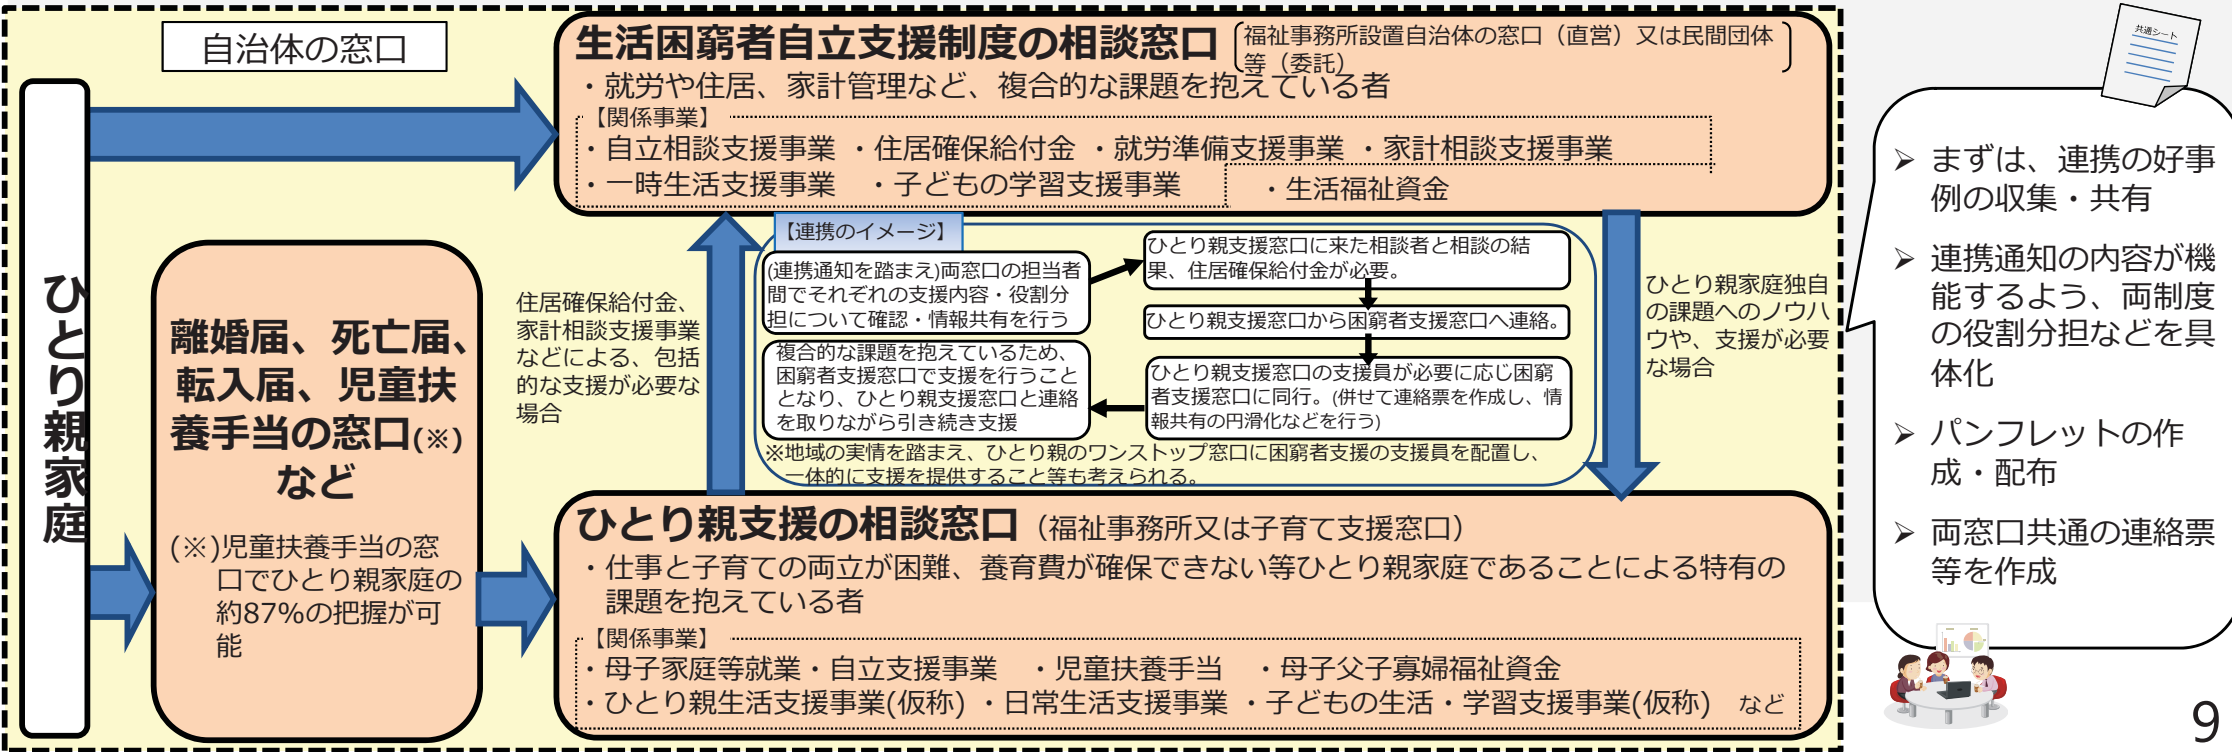 自治体の窓口
ひとり親家庭
生活困窮者自立支援制度の相談窓口
福祉事務所設置自治体の窓口（直営）又は民間団体
等（委託）
・就労や住居、家計管理など、複合的な課題を抱えている者
【関係事業】
・自立相談支援事業 ・住居確保給付金 ・就労準備支援事業 ・家計相談支援事業
・一時生活支援事業 ・子どもの学習支援事業 ・生活福祉資金
離婚届、死亡届、
転入届、児童扶
養手当の窓口(※)
など
(※)児童扶養手当の窓
口でひとり親家庭の
約87%の把握が可
能
住居確保給付金、
家計相談支援事業
などによる、包括
的な支援が必要な
場合
【連携のイメージ】
(連携通知を踏まえ)両窓口の担当者
間でそれぞれの支援内容・役割分
担について確認・情報共有を行う
ひとり親支援窓口に来た相談者と相談の結
果、住居確保給付金が必要。
ひとり親支援窓口から困窮者支援窓口へ連絡。
ひとり親支援窓口の支援員が必要に応じ困窮
者支援窓口に同行。(併せて連絡票を作成し、情
報共有の円滑化などを行う)
複合的な課題を抱えているため、
困窮者支援窓口で支援を行うこと
となり、ひとり親支援窓口と連絡
を取りながら引き続き支援
※地域の実情を踏まえ、ひとり親のワンストップ窓口に困窮者支援の支援員を配置し、
一体的に支援を提供すること等も考えられる。
ひとり親家庭独自
の課題へのノウハ
ウや、支援が必要
な場合
ひとり親支援の相談窓口（福祉事務所又は子育て支援窓口）
・仕事と子育ての両立が困難、養育費が確保できない等ひとり親家庭であることによる特有の
課題を抱えている者
【関係事業】
・母子家庭等就業・自立支援事業 ・児童扶養手当 ・母子父子寡婦福祉資金
・ひとり親生活支援事業(仮称) ・日常生活支援事業 ・子どもの生活・学習支援事業(仮称) など
共通シート
➢ まずは、連携の好事
例の収集・共有
➢ 連携通知の内容が機
能するよう、両制度
の役割分担などを具
体化
➢ パンフレットの作
成・配布
➢ 両窓口共通の連絡票
等を作成
9